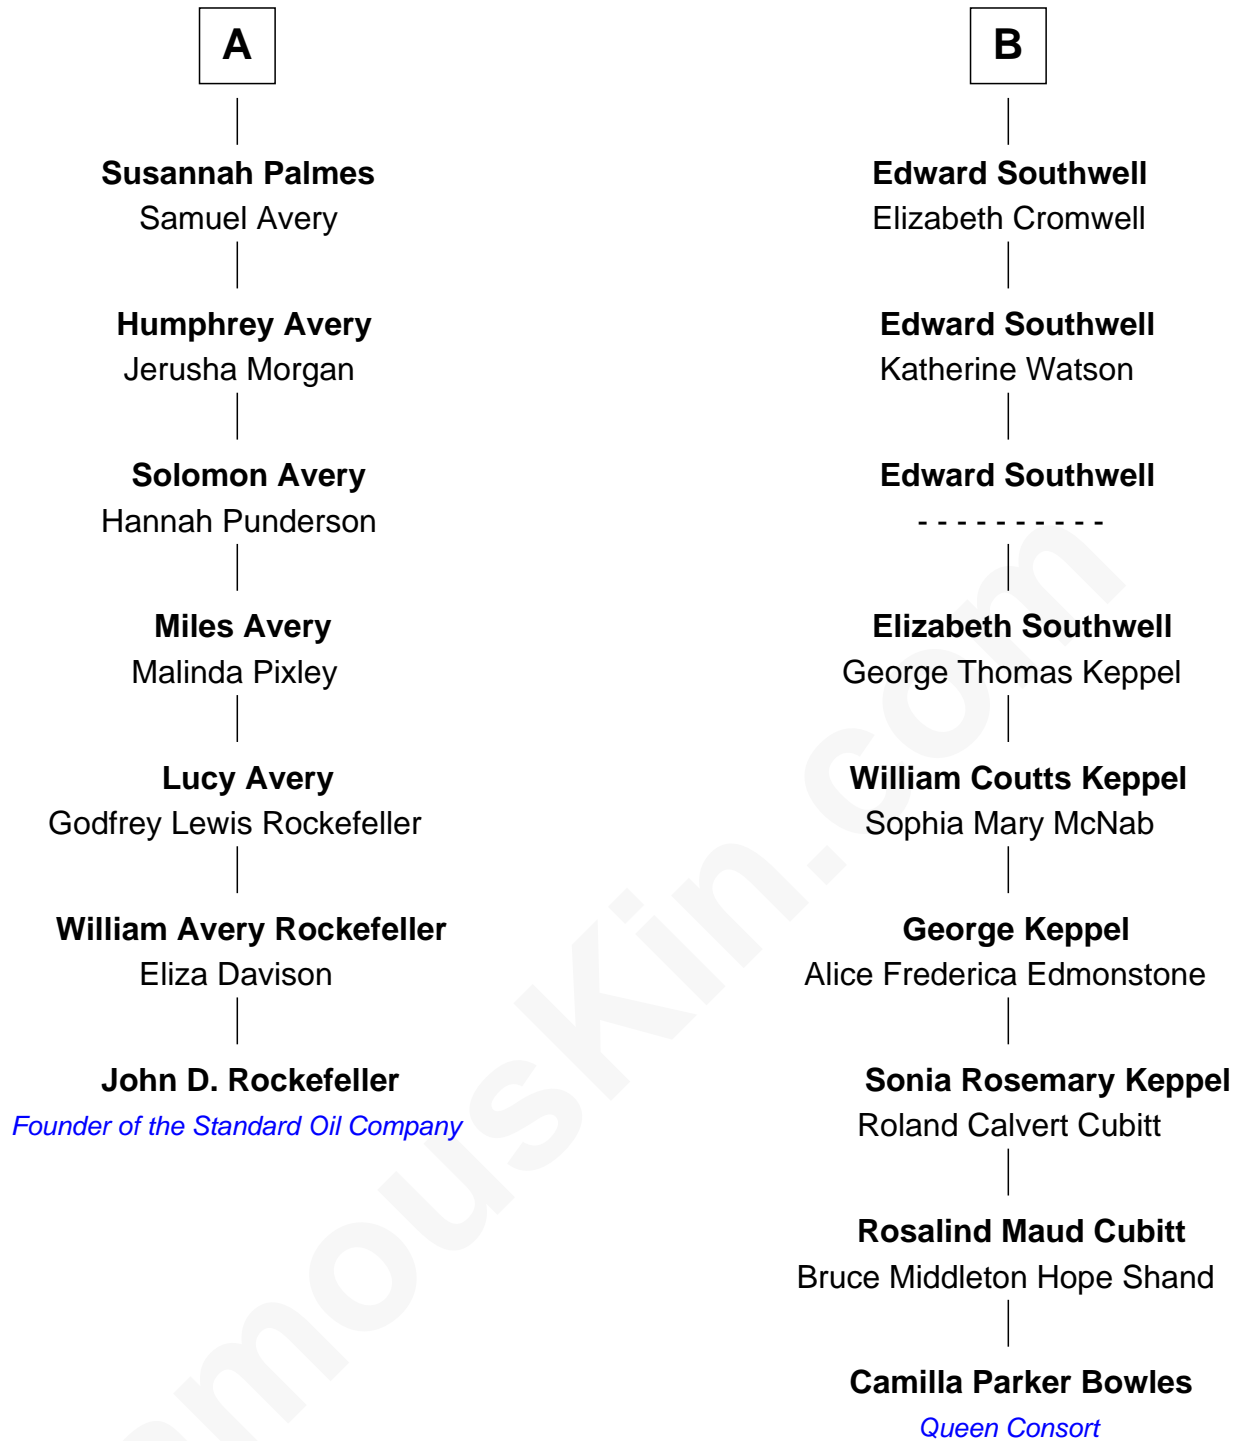 A
Susannah Palmes
Samuel Avery
Humphrey Avery
Jerusha Morgan
Solomon Avery
Hannah Punderson
Miles Avery
Malinda Pixley
Lucy Avery
Godfrey Lewis Rockefeller
William Avery Rockefeller
Eliza Davison
John D. Rockefeller
Founder of the Standard Oil Company
B
Edward Southwell
Elizabeth Cromwell
Edward Southwell
Katherine Watson
Edward Southwell
- - - - - - - - - -
Elizabeth Southwell
George Thomas Keppel
William Coutts Keppel
Sophia Mary McNab
George Keppel
Alice Frederica Edmonstone
Sonia Rosemary Keppel
Roland Calvert Cubitt
Rosalind Maud Cubitt
Bruce Middleton Hope Shand
Camilla Parker Bowles
Queen Consort
amouskin.com